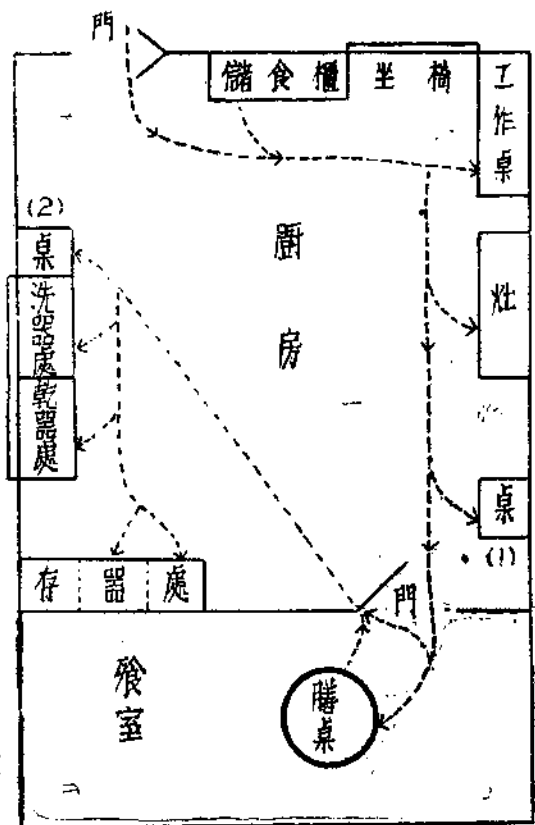 門
儲食櫃
坐椅
工作桌
(2)
桌
洗器處
乾器處
廚房
灶
桌
(1)
存器處
門
飱室
膳桌